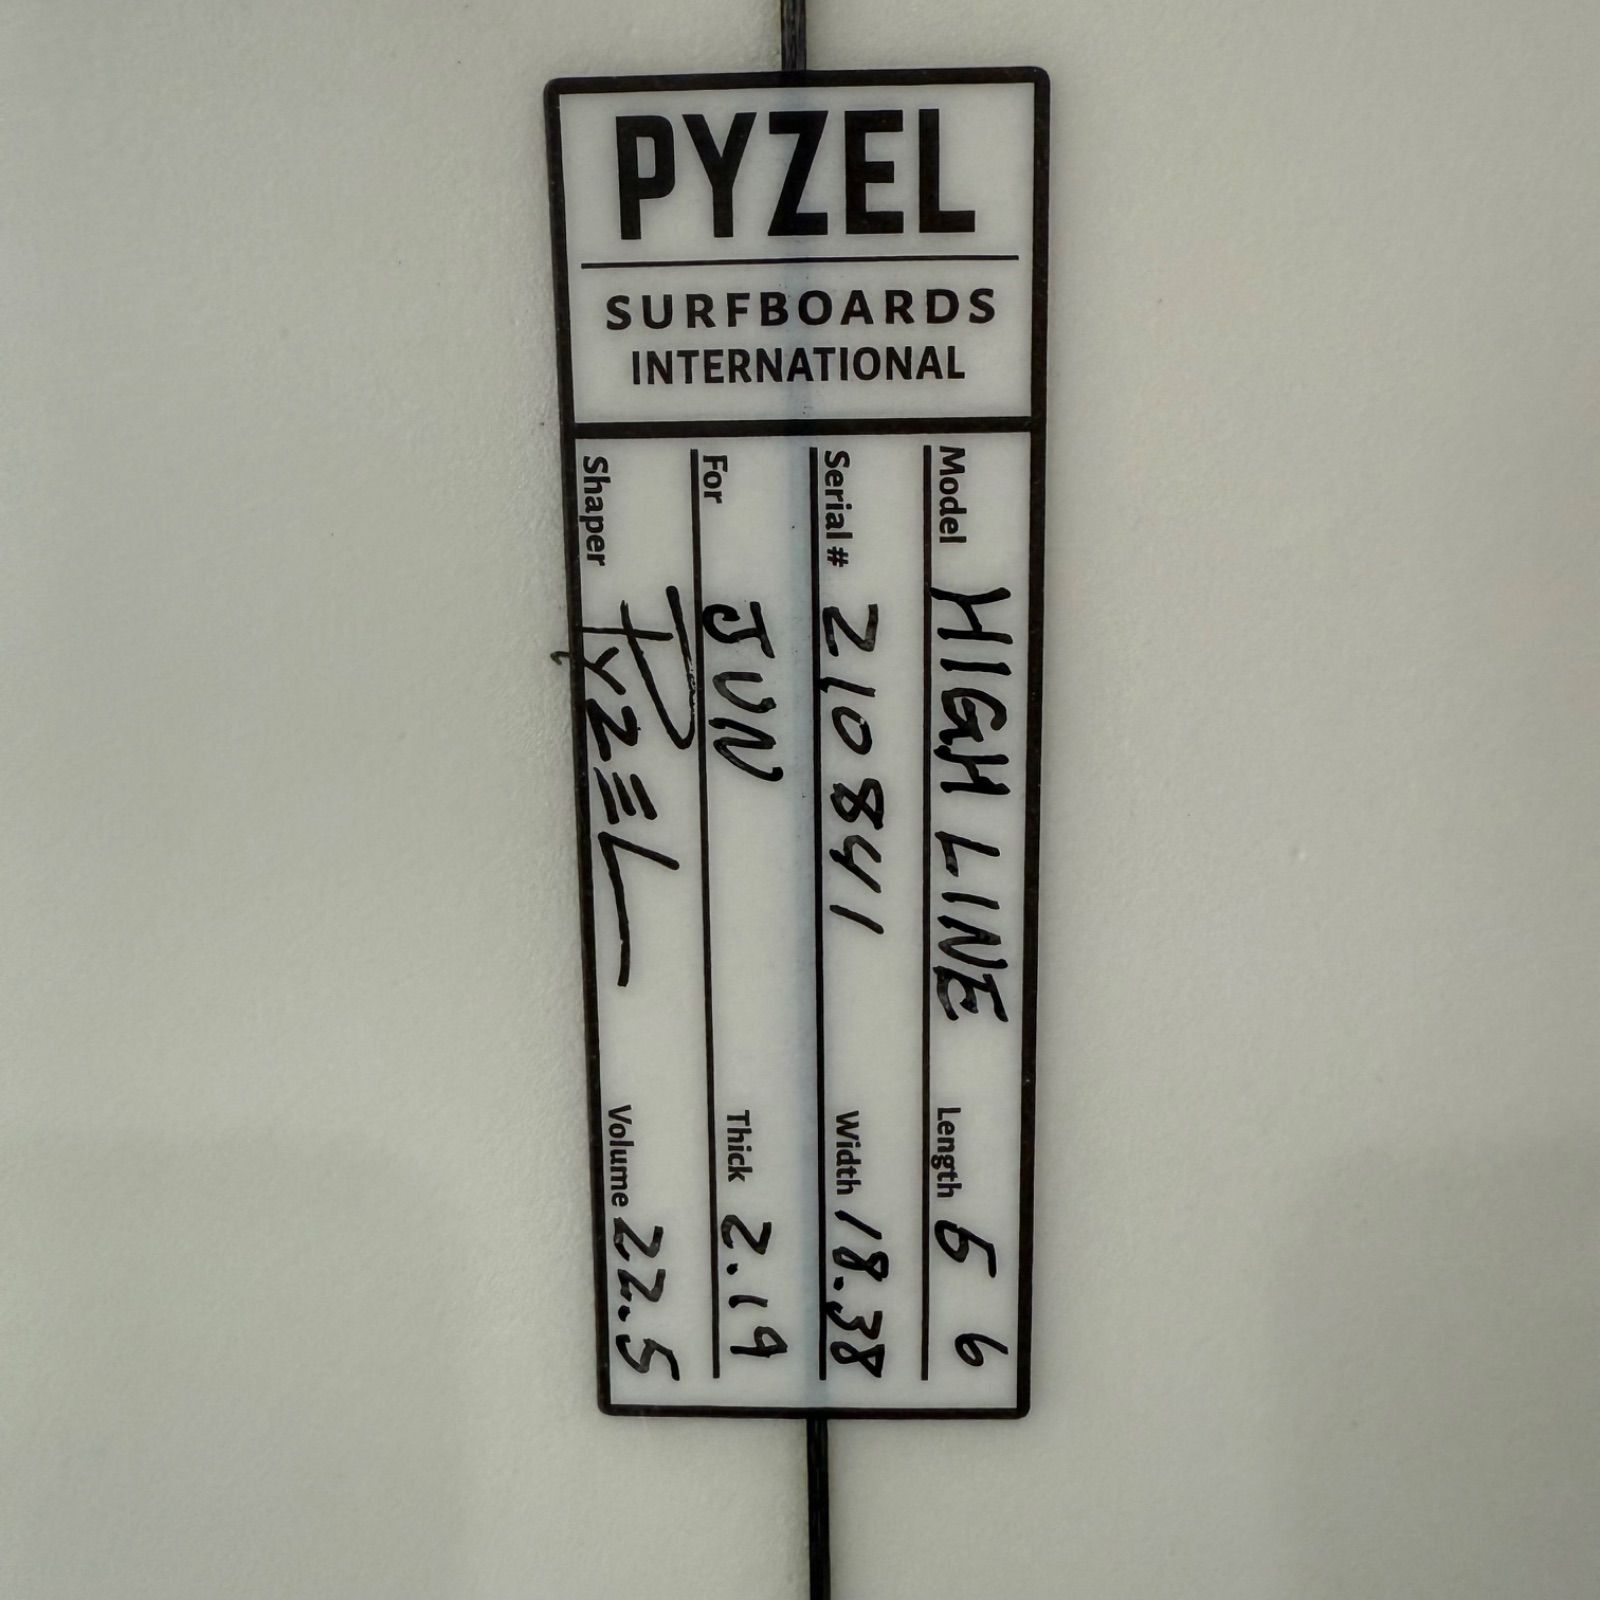 PYZEL
SURFBOARDS
INTERNATIONAL
Model HIGH LINE Length 5 6
Serial # 210841 Width 18.38
For JUN Thick 2.19
Shaper PYZEL Volume 22.5